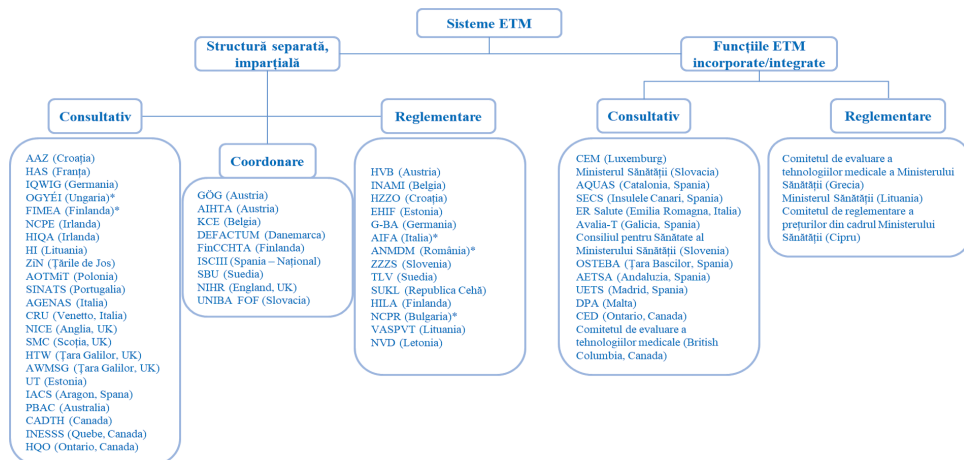 Sisteme ETM
Structură separată,
imparțială
Funcțiile ETM
incorporate/integrate
Consultativ
AAZ (Croația)
HAS (Franța)
IQWIG (Germania)
OGYÉI (Ungaria)*
FIMEA (Finlanda)*
NCPE (Irlanda)
HIQA (Irlanda)
HI (Lituania)
ZiN (Țările de Jos)
AOTMiT (Polonia)
SINATS (Portugalia)
AGENAS (Italia)
CRU (Venetto, Italia)
NICE (Anglia, UK)
SMC (Scoția, UK)
HTW (Țara Galilor, UK)
AWMSG (Țara Galilor, UK)
UT (Estonia)
IACS (Aragon, Spana)
PBAC (Australia)
CADTH (Canada)
INESSS (Quebe, Canada)
HQO (Ontario, Canada)
Coordonare
GÖG (Austria)
AIHTA (Austria)
KCE (Belgia)
DEFACTUM (Danemarca)
FinCCHTA (Finlanda)
ISCIII (Spania – Național)
SBU (Suedia)
NIHR (England, UK)
UNIBA FOF (Slovacia)
Reglementare
HVB (Austria)
INAMI (Belgia)
HZZO (Croația)
EHIF (Estonia)
G-BA (Germania)
AIFA (Italia)*
ANMDM (România)*
ZZZS (Slovenia)
TLV (Suedia)
SUKL (Republica Cehă)
HILA (Finlanda)
NCPR (Bulgaria)*
VASPVT (Lituania)
NVD (Letonia)
Consultativ
CEM (Luxemburg)
Ministerul Sănătății (Slovacia)
AQUAS (Catalonia, Spania)
SECS (Insulele Canari, Spania)
ER Salute (Emilia Romagna, Italia)
Avalia-T (Galicia, Spania)
Consiliul pentru Sănătate al
Ministerului Sănătății (Slovenia)
OSTEBA (Țara Bascilor, Spania)
AETSA (Andaluzia, Spania)
UETS (Madrid, Spania)
DPA (Malta)
CED (Ontario, Canada)
Comitetul de evaluare a
tehnologiilor medicale (British
Columbia, Canada)
Reglementare
Comitetul de evaluare a
tehnologiilor medicale a Ministerului
Sănătății (Grecia)
Ministerul Sănătății (Lituania)
Comitetul de reglementare a
prețurilor din cadrul Ministerului
Sănătății (Cipru)